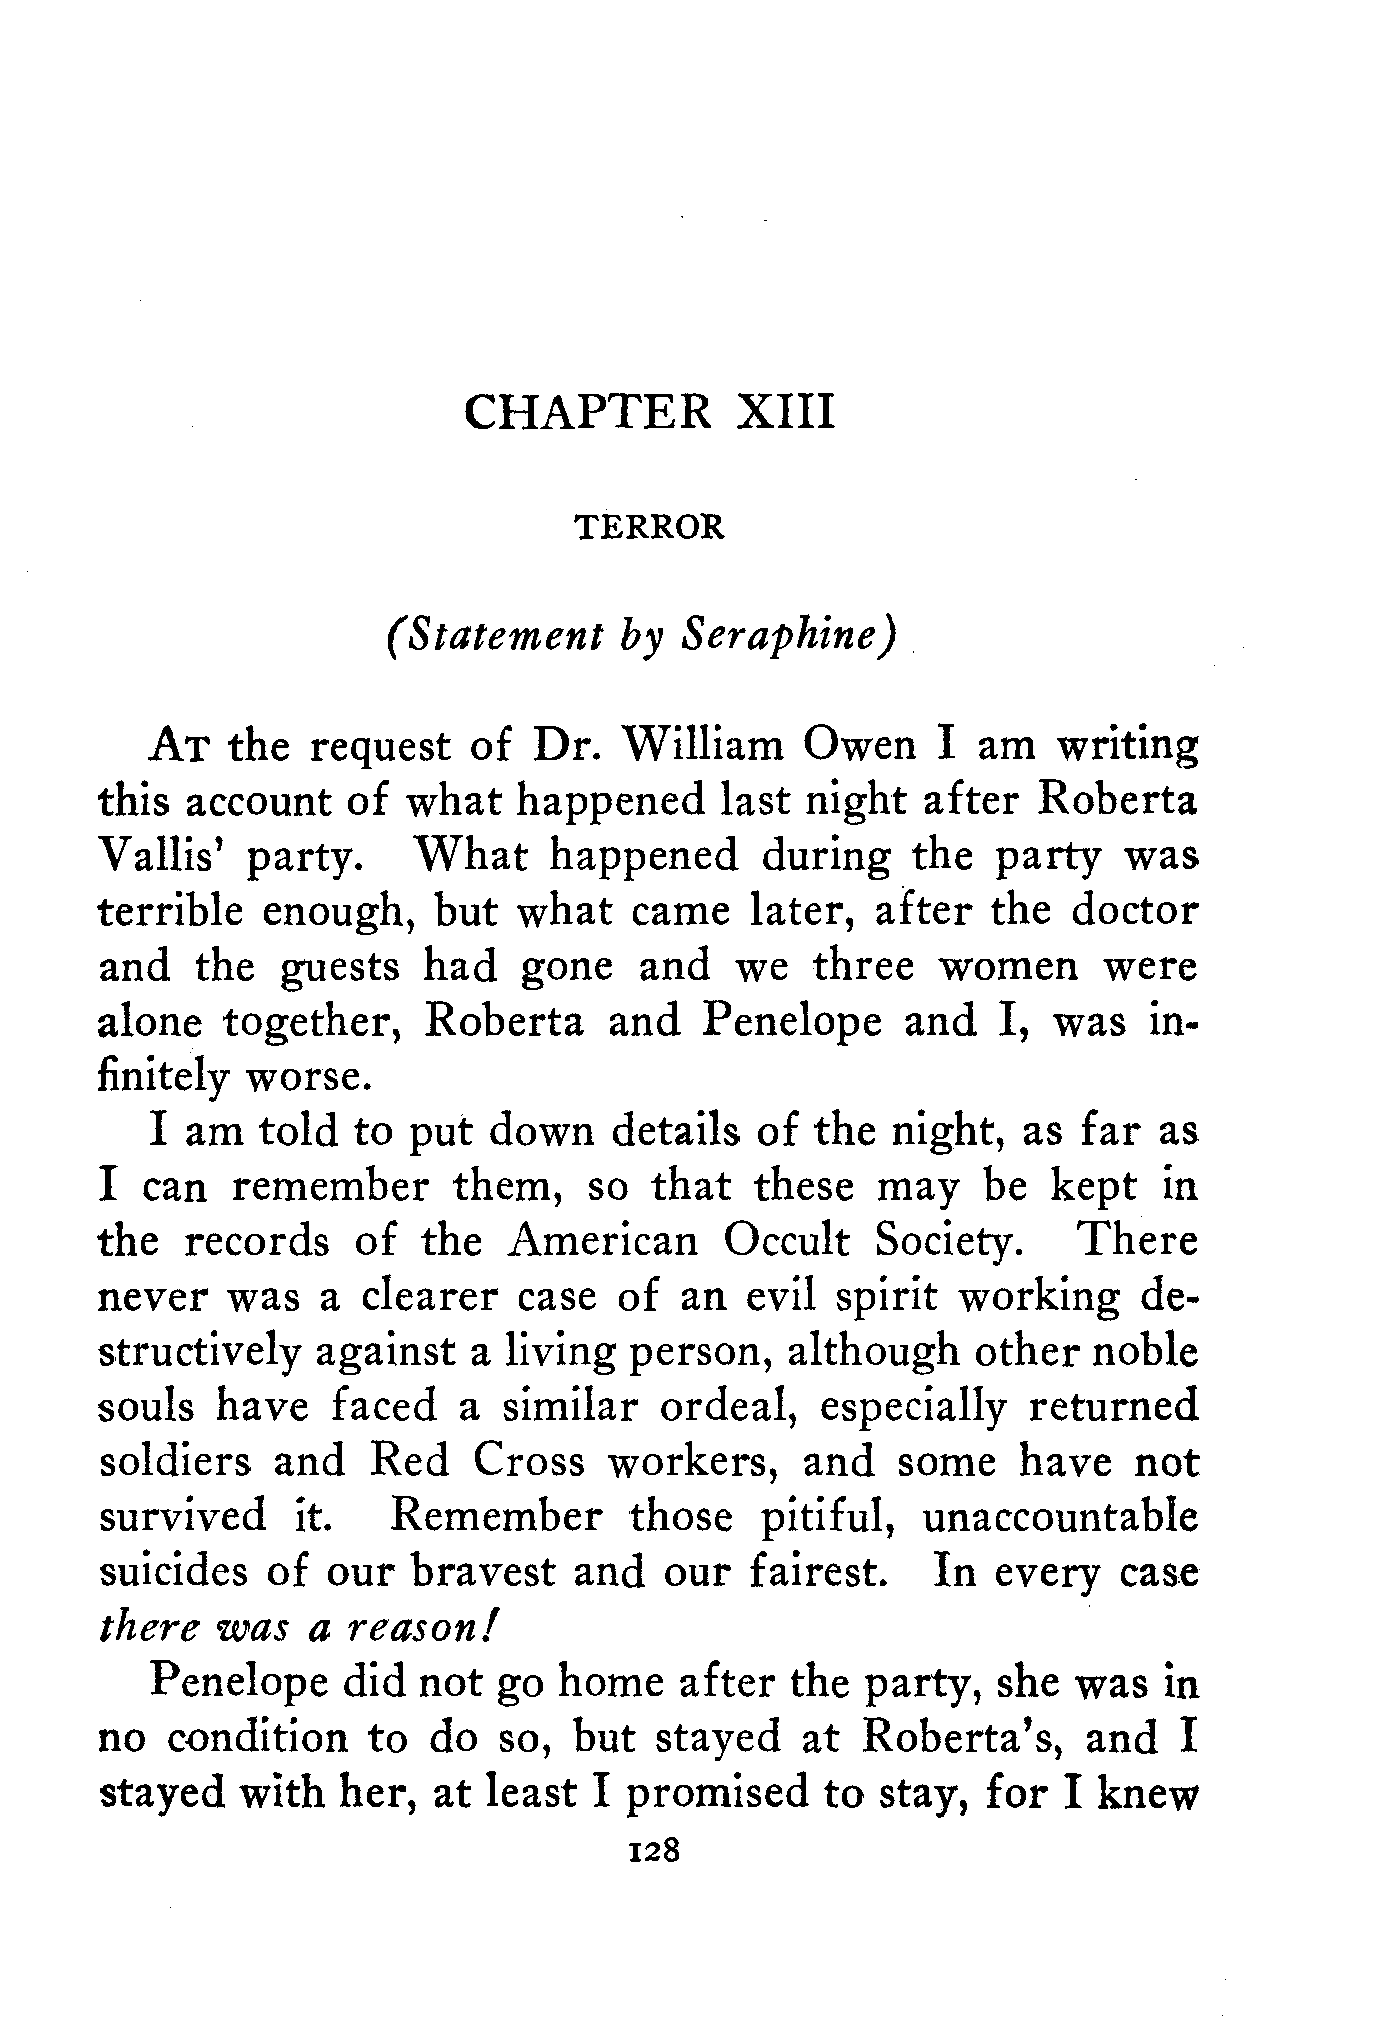 CHAPTER XIII
TERROR
(Statement by Seraphine)
AT the request of Dr. William Owen I am writing
this account of what happened last night after Roberta
Vallis' party. What happened during the party was
terrible enough, but what came later, after the doctor
and the guests had gone and we three women were
alone together, Roberta and Penelope and I, was in-
finitely worse.
I am told to put down details of the night, as far as
I can remember them, so that these may be kept in
the records of the American Occult Society. There
never was a clearer case of an evil spirit working de-
structively against a living person, although other noble
souls have faced a similar ordeal, especially returned
soldiers and Red Cross workers, and some have not
survived it. Remember those pitiful, unaccountable
suicides of our bravest and our fairest. In every case
there was a reason!
Penelope did not go home after the party, she was in
no condition to do so, but stayed at Roberta's, and I
stayed with her, at least I promised to stay, for I knew
128